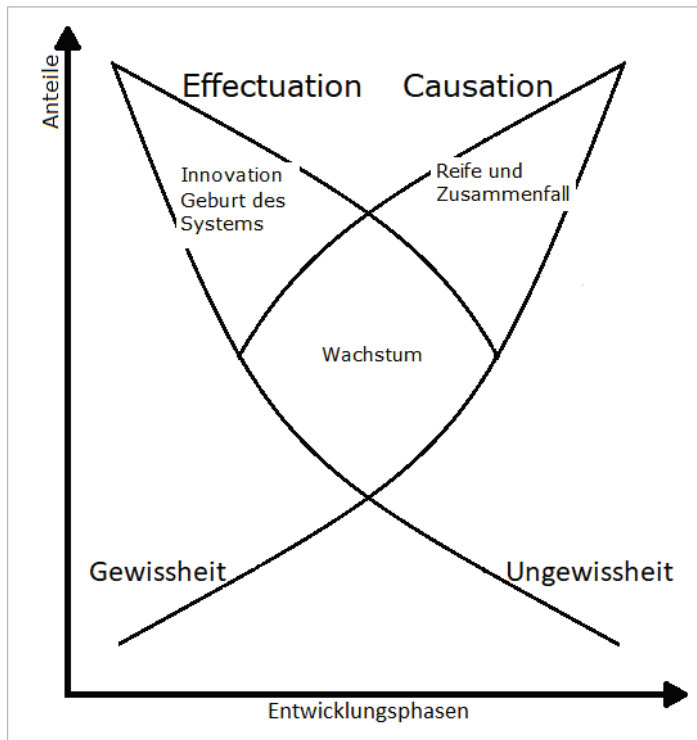 Anteile
Effectuation
Causation
Innovation
Geburt des
Systems
Reife und
Zusammenfall
Wachstum
Gewissheit
Ungewissheit
Entwicklungsphasen